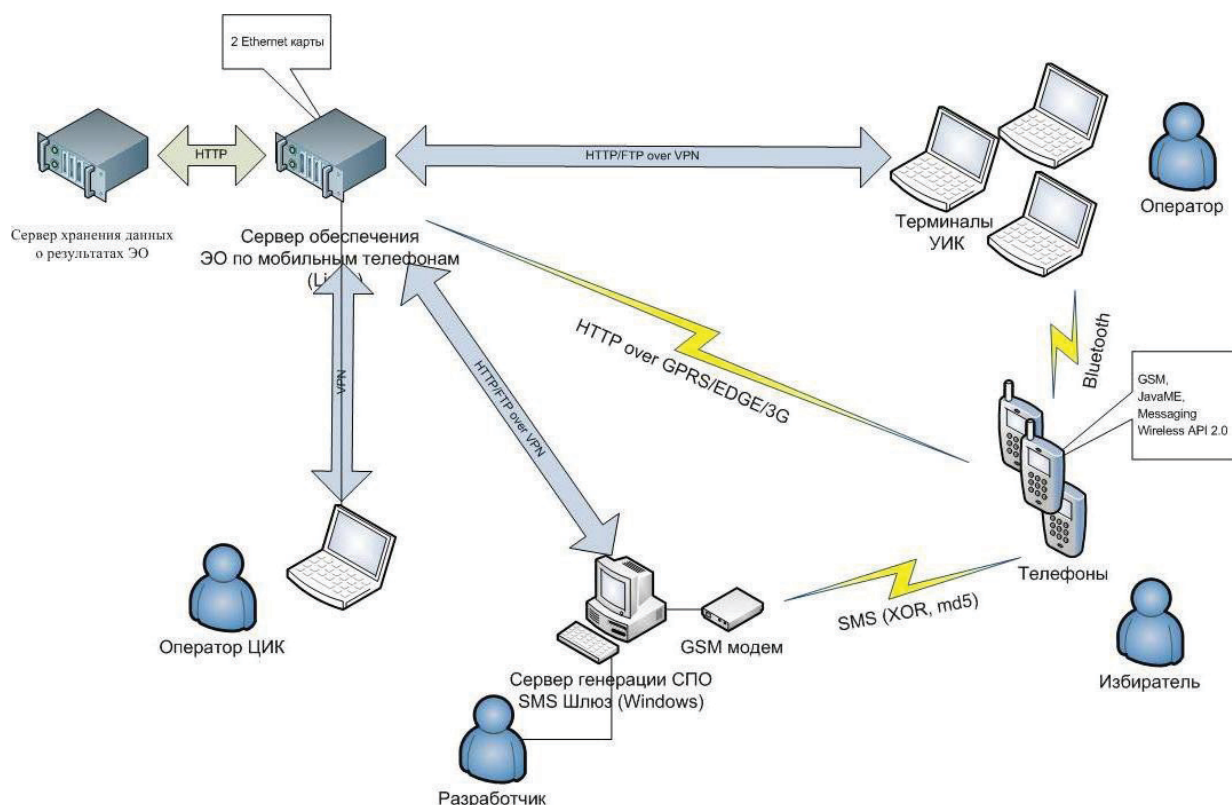 2 Ethernet карты
HTTP
HTTP/FTP over VPN
Сервер хранения данных
о результатах ЭО
Сервер обеспечения
ЭО по мобильным телефонам
Терминалы
УИК
Оператор
VPN
HTTP/FTP over VPN
HTTP over GPRS/EDGE/3G
Bluetooth
GSM,
JavaME,
Messaging
Wireless API 2.0
Телефоны
SMS (XOR, md5)
Оператор ЦИК
GSM модем
Сервер генерации СПО
SMS Шлюз (Windows)
Избиратель
Разработчик